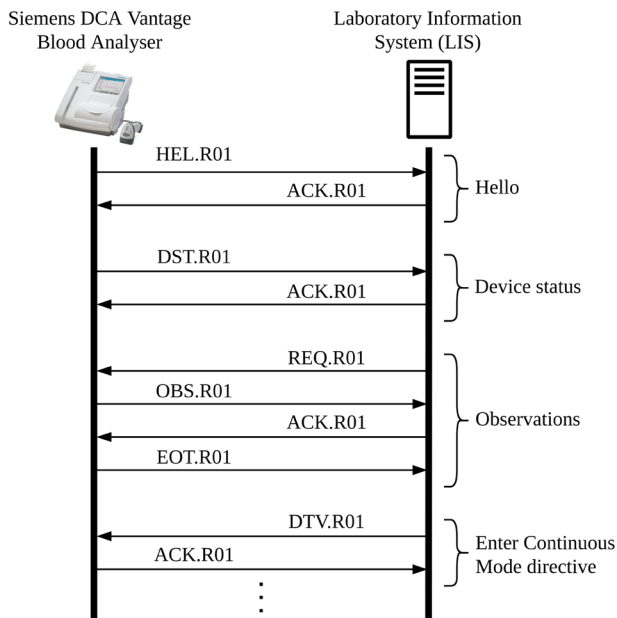 Siemens DCA Vantage
Blood Analyser
Laboratory Information
System (LIS)
HEL.R01
ACK.R01
Hello
DST.R01
ACK.R01
Device status
REQ.R01
OBS.R01
ACK.R01
EOT.R01
Observations
DTV.R01
ACK.R01
Enter Continuous
Mode directive